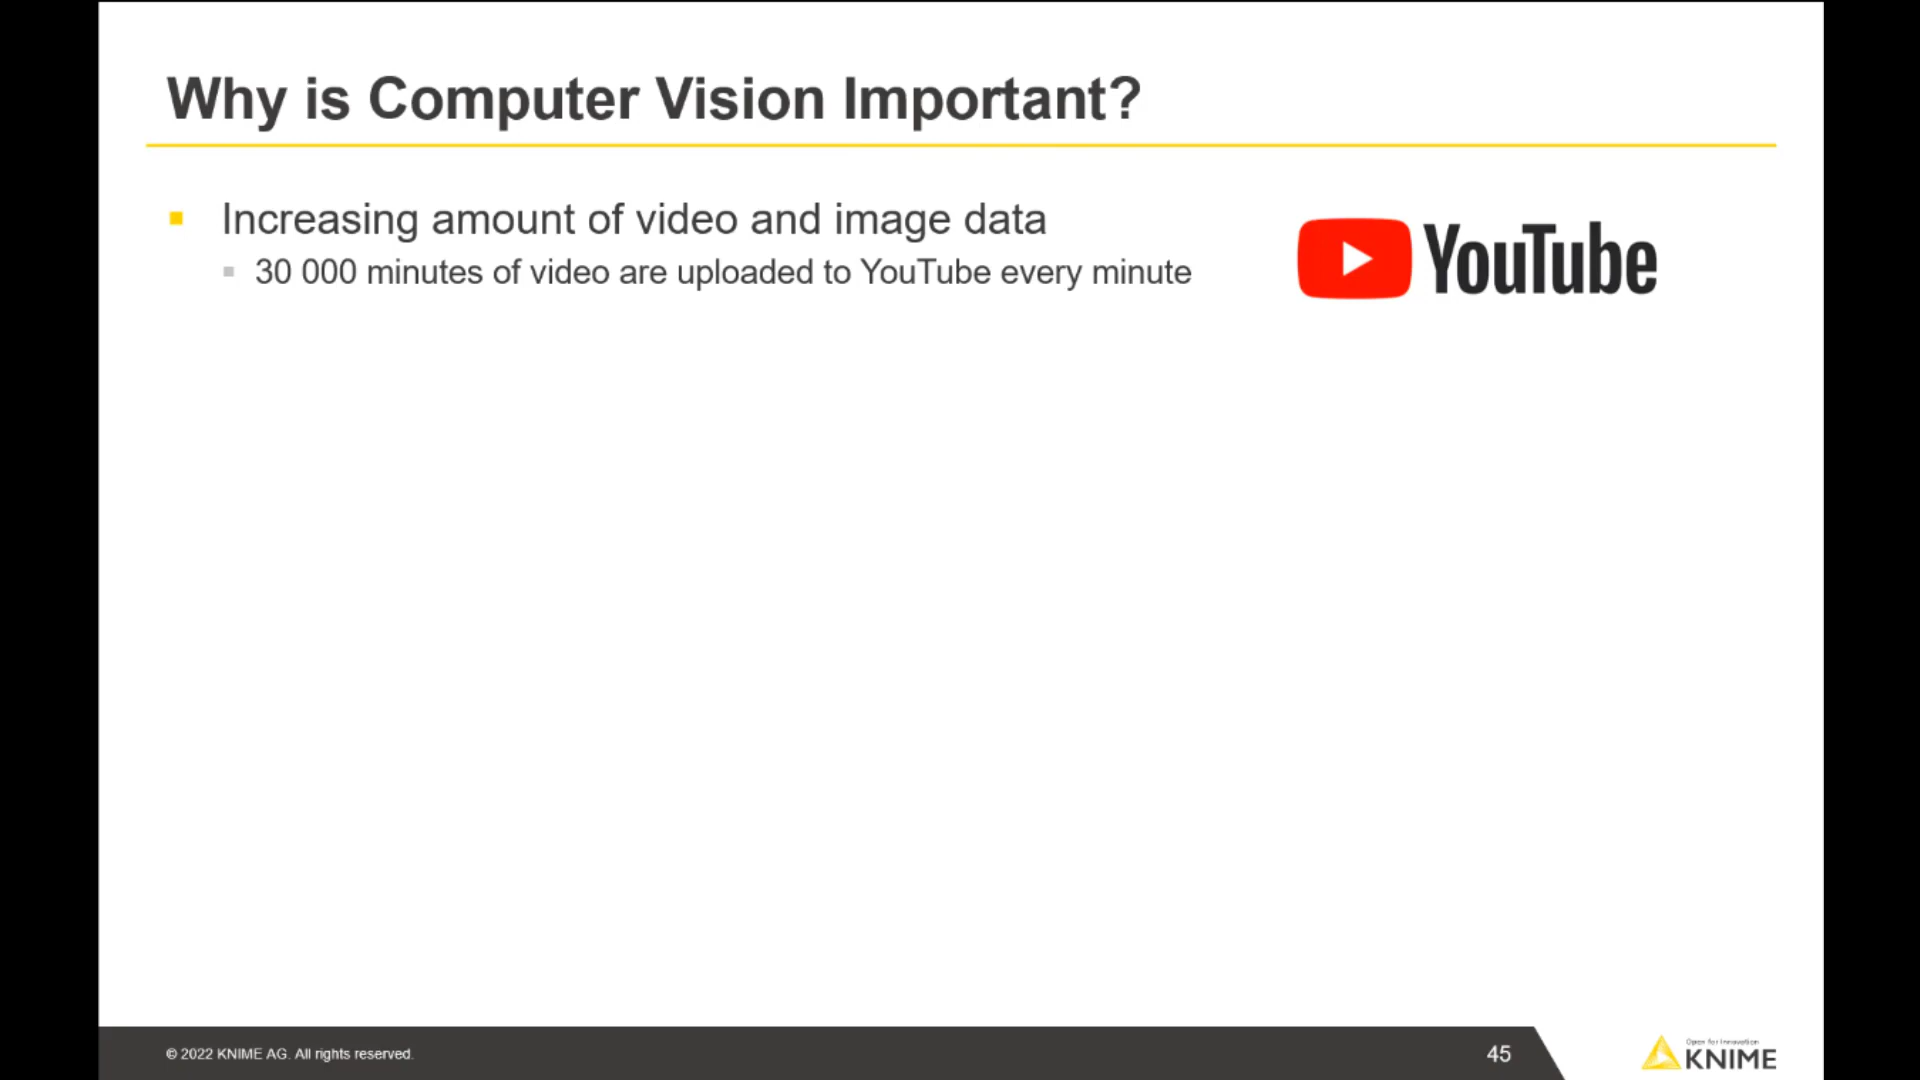 Why is Computer Vision Important?
Increasing amount of video and image data
30 000 minutes of video are uploaded to YouTube every minute
YouTube
© 2022 KNIME AG. All rights reserved.
45
Open for Innovation
KNIME